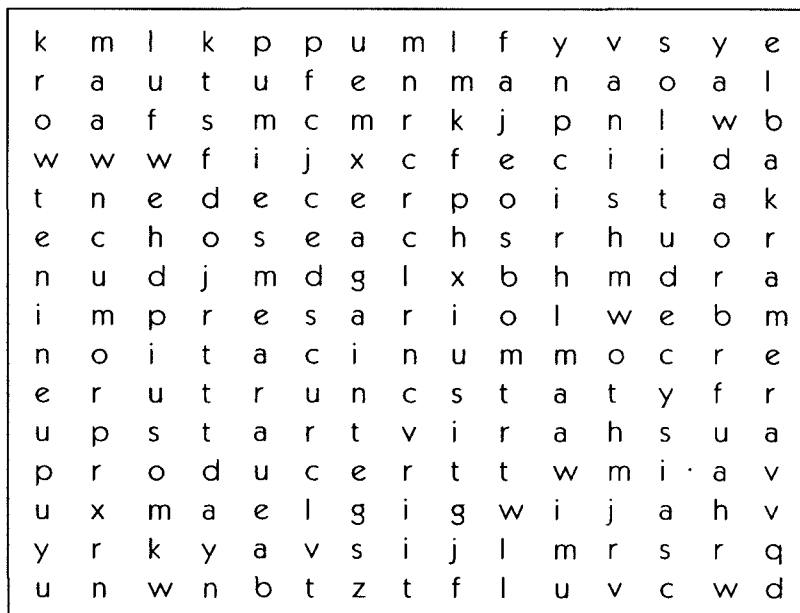 k m l k p p u m l f y v s y e
r a u t u f e n m a n a o a l
o a f s m c m r k j p n l w b
w w w f i j x c f e c i i d a
t n e d e c e r p o i s t a k
e c h o s e a c h s r h u o r
n u d j m d g l x b h m d r a
i m p r e s a r i o l w e b m
n o i t a c i n u m m o c r e
e r u t r u n c s t a t y f r
u p s t a r t v i r a h s u a
p r o d u c e r t t w m i a v
u x m a e l g i g w i j a h v
y r k y a v s i j l m r s r q
u n w n b t z t f l u v c w d